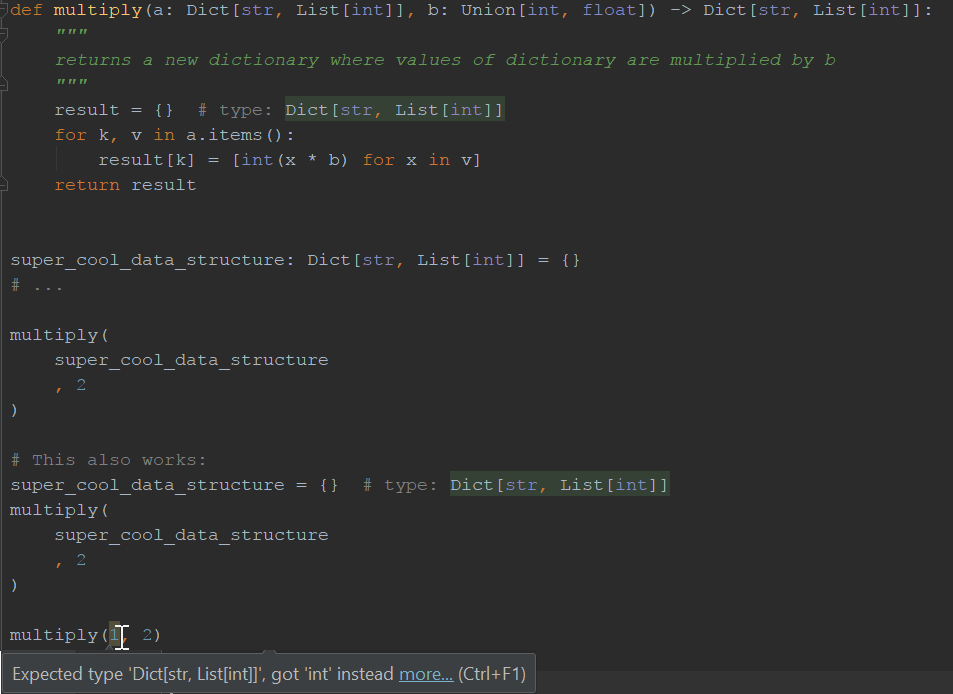 def multiply(a: Dict[str, List[int]], b: Union[int, float]) -> Dict[str, List[int]]:
    """
    returns a new dictionary where values of dictionary are multiplied by b
    """
    result = {}  # type: Dict[str, List[int]]
    for k, v in a.items():
        result[k] = [int(x * b) for x in v]
    return result
super_cool_data_structure: Dict[str, List[int]] = {}
# ...
multiply(
    super_cool_data_structure
    , 2
)
# This also works:
super_cool_data_structure = {}  # type: Dict[str, List[int]]
multiply(
    super_cool_data_structure
    , 2
)
multiply(1, 2)
Expected type 'Dict[str, List[int]]', got 'int' instead more... (Ctrl+F1)